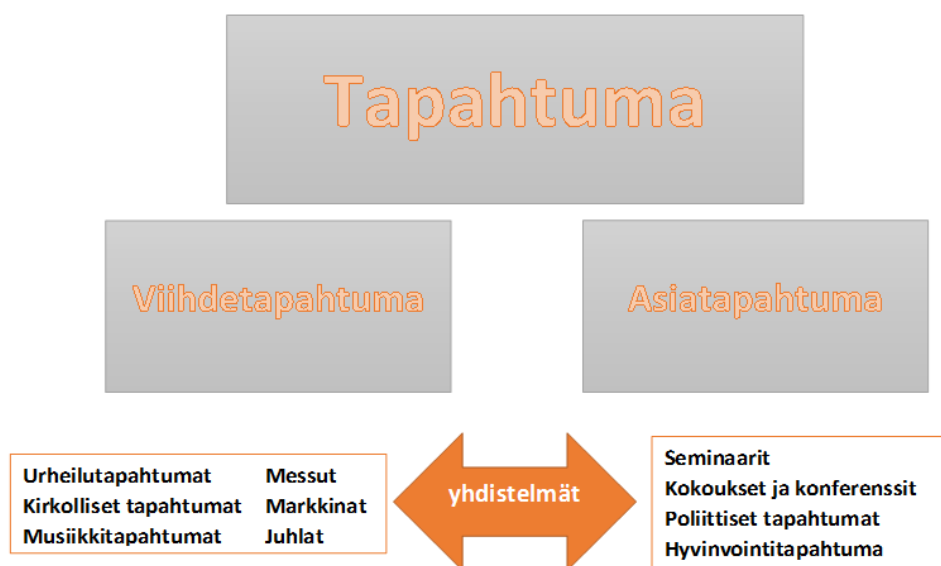 Tapahtuma
Viihdetapahtuma
Asiatapahtuma
Urheilutapahtumat Messut
Kirkolliset tapahtumat Markkinat
Musiikkitapahtumat Juhlat
yhdistelmät
Seminaarit
Kokoukset ja konferenssit
Poliittiset tapahtumat
Hyvinvointitapahtuma